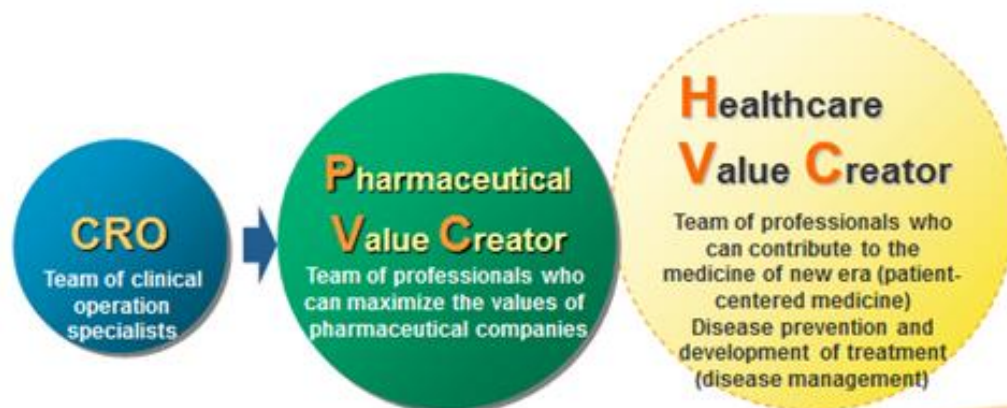 CRO
Team of clinical
operation
specialists
Pharmaceutical
Value Creator
Team of professionals who
can maximize the values of
pharmaceutical companies
Healthcare
Value Creator
Team of professionals who
can contribute to the
medicine of new era (patient-
centered medicine)
Disease prevention and
development of treatment
(disease management)